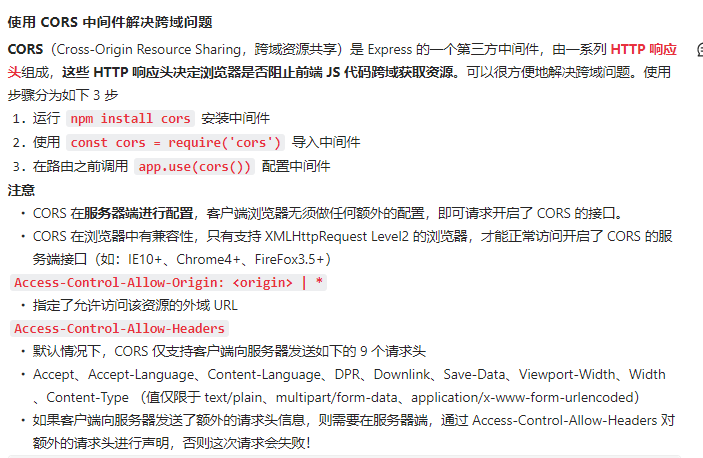 使用 CORS 中间件解决跨域问题
CORS（Cross-Origin Resource Sharing，跨域资源共享）是 Express 的一个第三方中间件，由一系列 HTTP 响应
头组成，这些 HTTP 响应头决定浏览器是否阻止前端 JS 代码跨域获取资源。可以很方便地解决跨域问题。使用
步骤分为如下 3 步
1. 运行 npm install cors 安装中间件
2. 使用 const cors = require('cors') 导入中间件
3. 在路由之前调用 app.use(cors()) 配置中间件
注意
• CORS 在服务器端进行配置，客户端浏览器无须做任何额外的配置，即可请求开启了 CORS 的接口。
• CORS 在浏览器中有兼容性，只有支持 XMLHttpRequest Level2 的浏览器，才能正常访问开启了 CORS 的服
务端接口（如：IE10+、Chrome4+、FireFox3.5+）
Access-Control-Allow-Origin: <origin> | *
• 指定了允许访问该资源的外域 URL
Access-Control-Allow-Headers
• 默认情况下，CORS 仅支持客户端向服务器发送如下的 9 个请求头
• Accept、Accept-Language、Content-Language、DPR、Downlink、Save-Data、Viewport-Width、Width
、Content-Type （值仅限于 text/plain、multipart/form-data、application/x-www-form-urlencoded）
• 如果客户端向服务器发送了额外的请求头信息，则需要在服务器端，通过 Access-Control-Allow-Headers 对
额外的请求头进行声明，否则这次请求会失败！